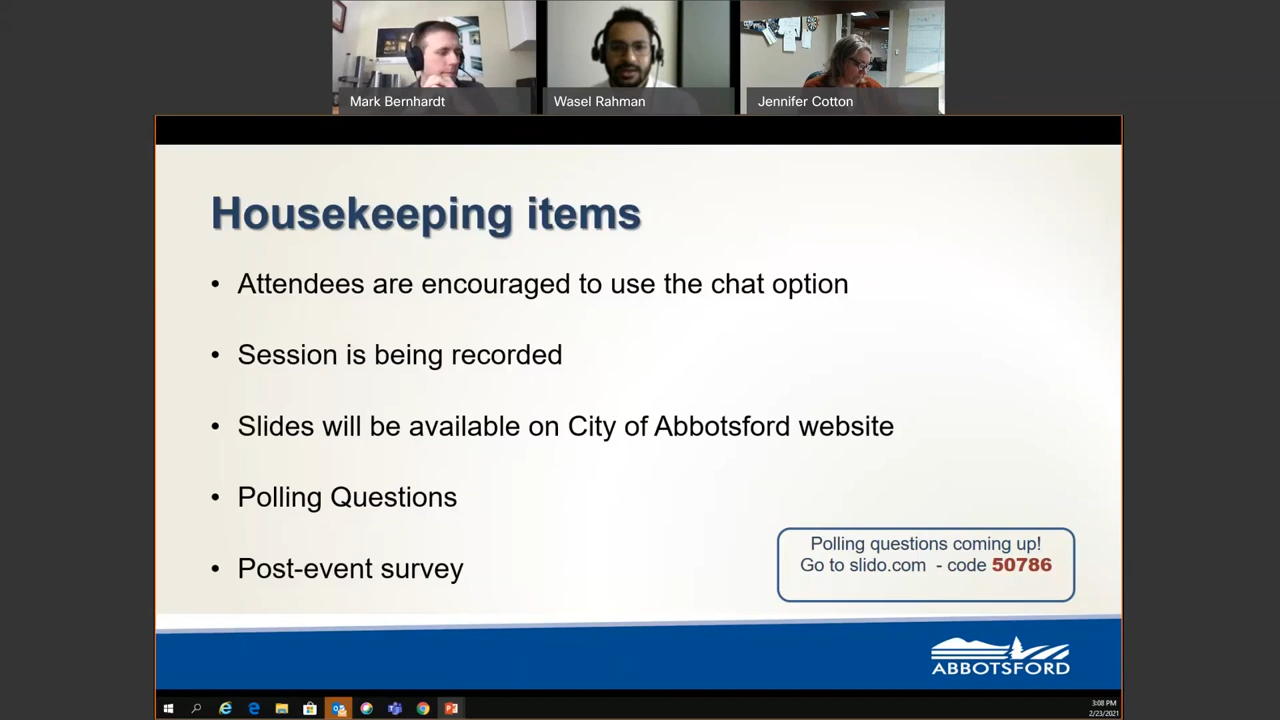 Mark Bernhardt
Wasel Rahman
Jennifer Cotton
Housekeeping items
• Attendees are encouraged to use the chat option
• Session is being recorded
• Slides will be available on City of Abbotsford website
• Polling Questions
• Post-event survey
Polling questions coming up!
Go to slido.com - code 50786
ABBOTSFORD
3:08 PM
2/23/2021